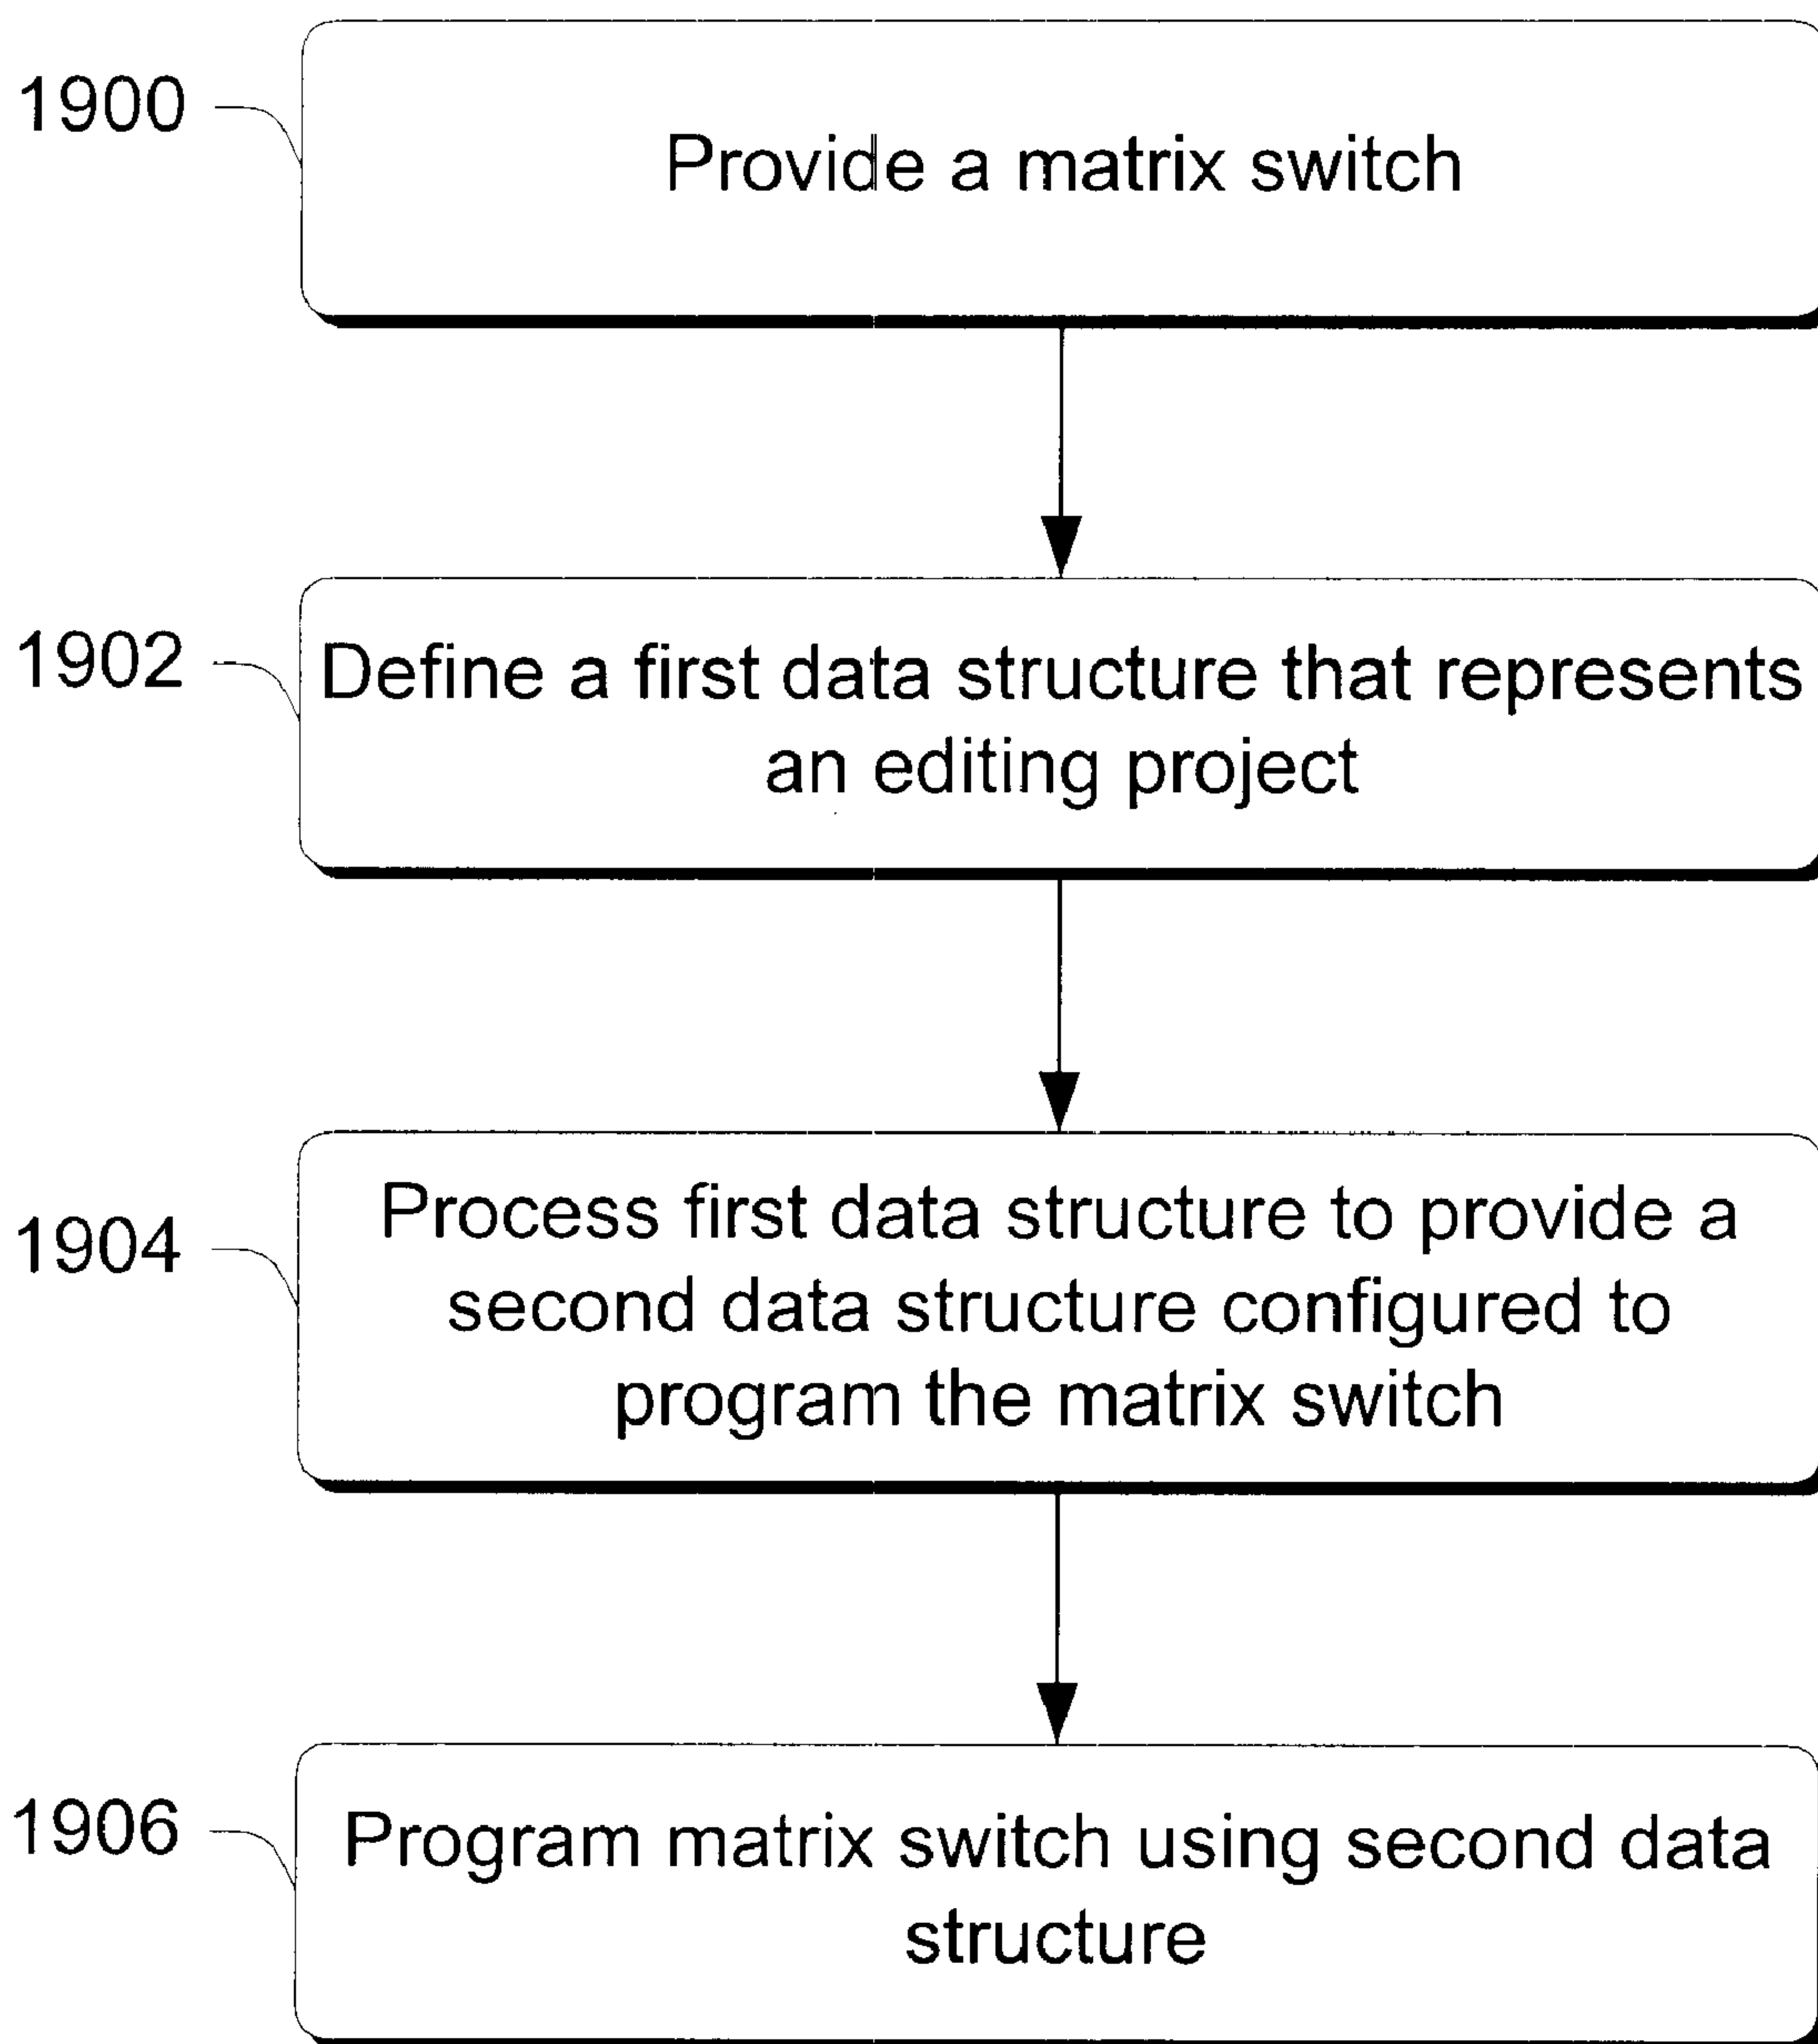 1900
Provide a matrix switch
1902
Define a first data structure that represents
an editing project
1904
Process first data structure to provide a
second data structure configured to
program the matrix switch
1906
Program matrix switch using second data
structure